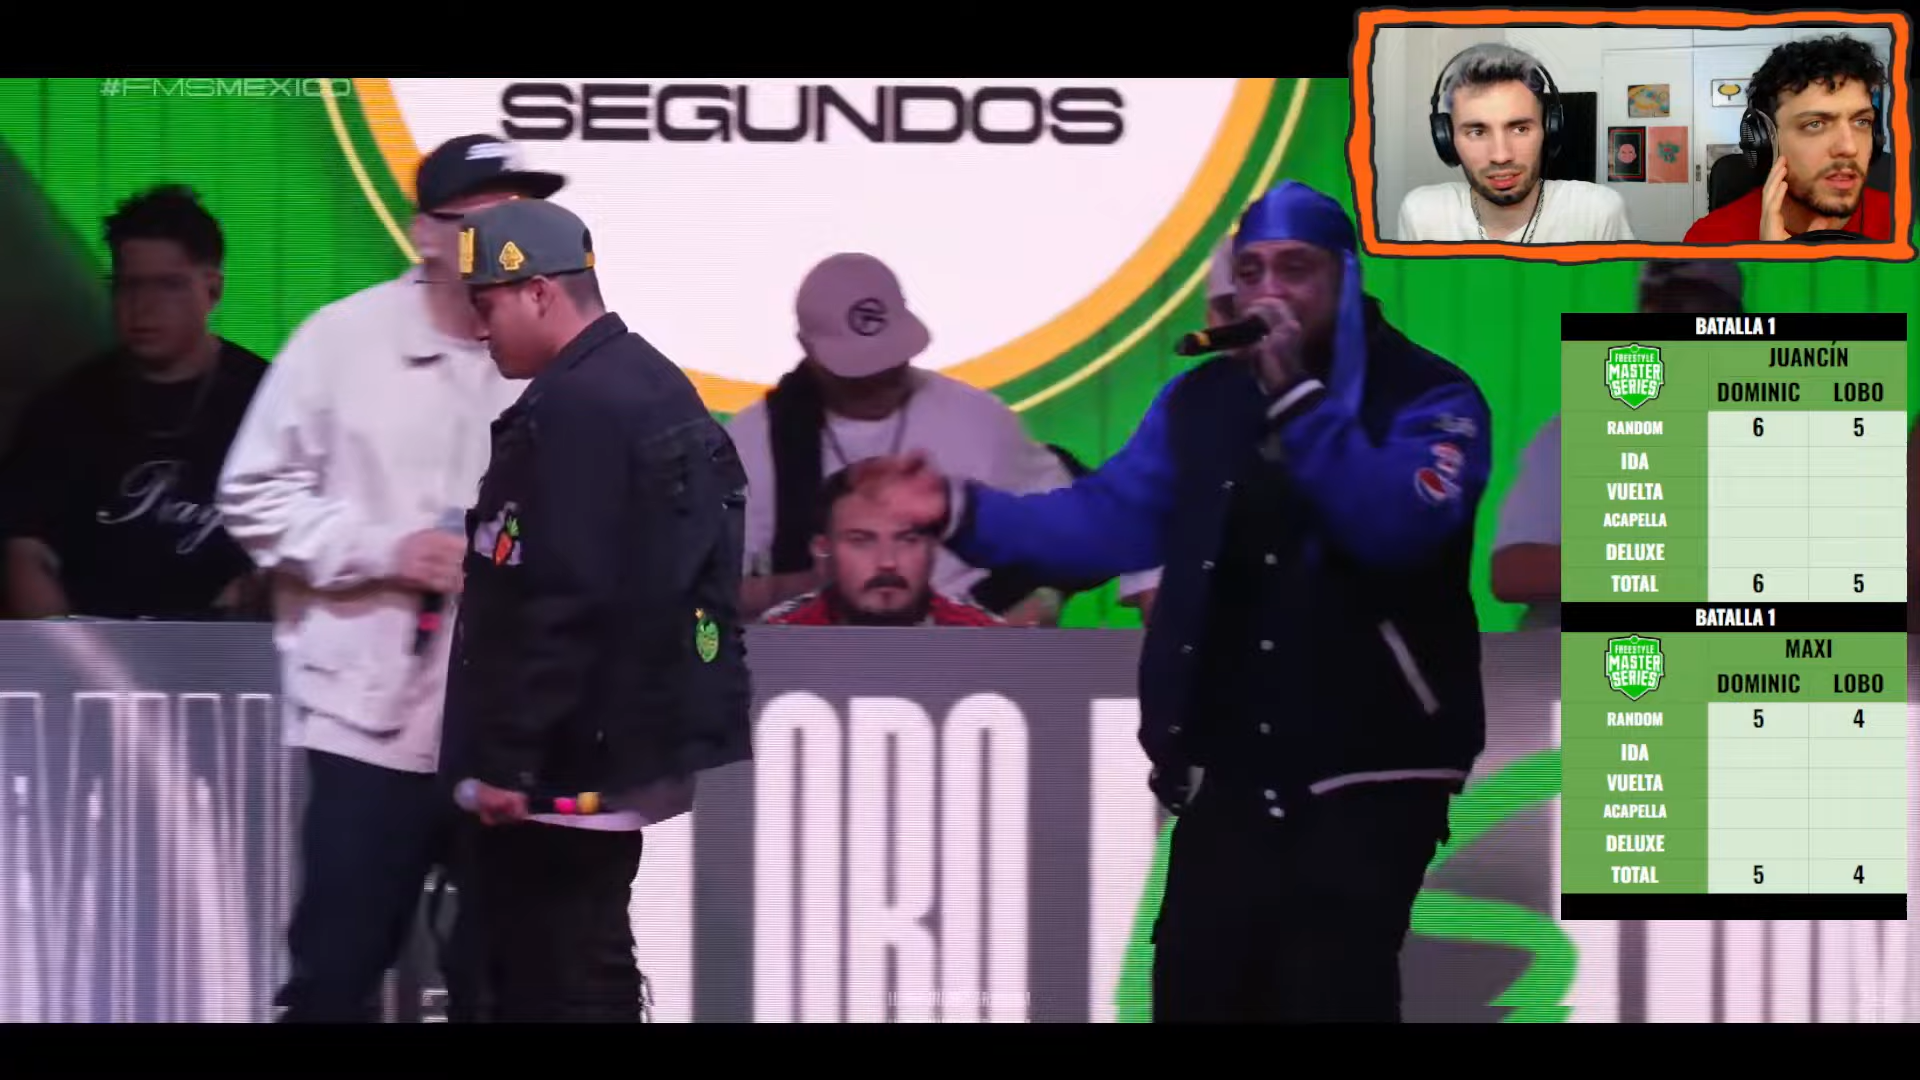 #FMSMEXICO
SEGUNDOS
Pray
BATALLA 1
FREESTYLE MASTER SERIES
JUANCÍN
DOMINIC LOBO
RANDOM 6 5
IDA
VUELTA
ACAPELLA
DELUXE
TOTAL 6 5
BATALLA 1
FREESTYLE MASTER SERIES
MAXI
DOMINIC LOBO
RANDOM 5 4
IDA
VUELTA
ACAPELLA
DELUXE
TOTAL 5 4